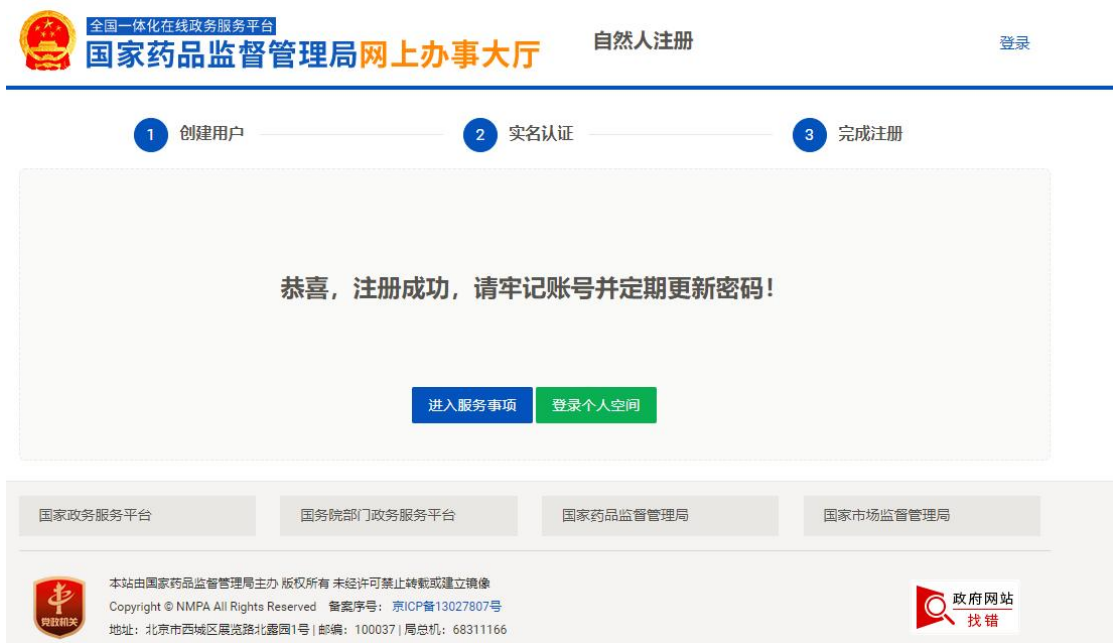 全国一体化在线政务服务平台
国家药品监督管理局网上办事大厅
自然人注册
登录
1 创建用户
2 实名认证
3 完成注册
恭喜，注册成功，请牢记账号并定期更新密码！
进入服务事项
登录个人空间
国家政务服务平台
国务院部门政务服务平台
国家药品监督管理局
国家市场监督管理局
党政机关
本站由国家药品监督管理局主办 版权所有 未经许可禁止转载或建立镜像
Copyright © NMPA All Rights Reserved 备案序号： 京ICP备13027807号
地址：北京市西城区展览路北露园1号 | 邮编：100037 | 局总机：68311166
政府网站
找错